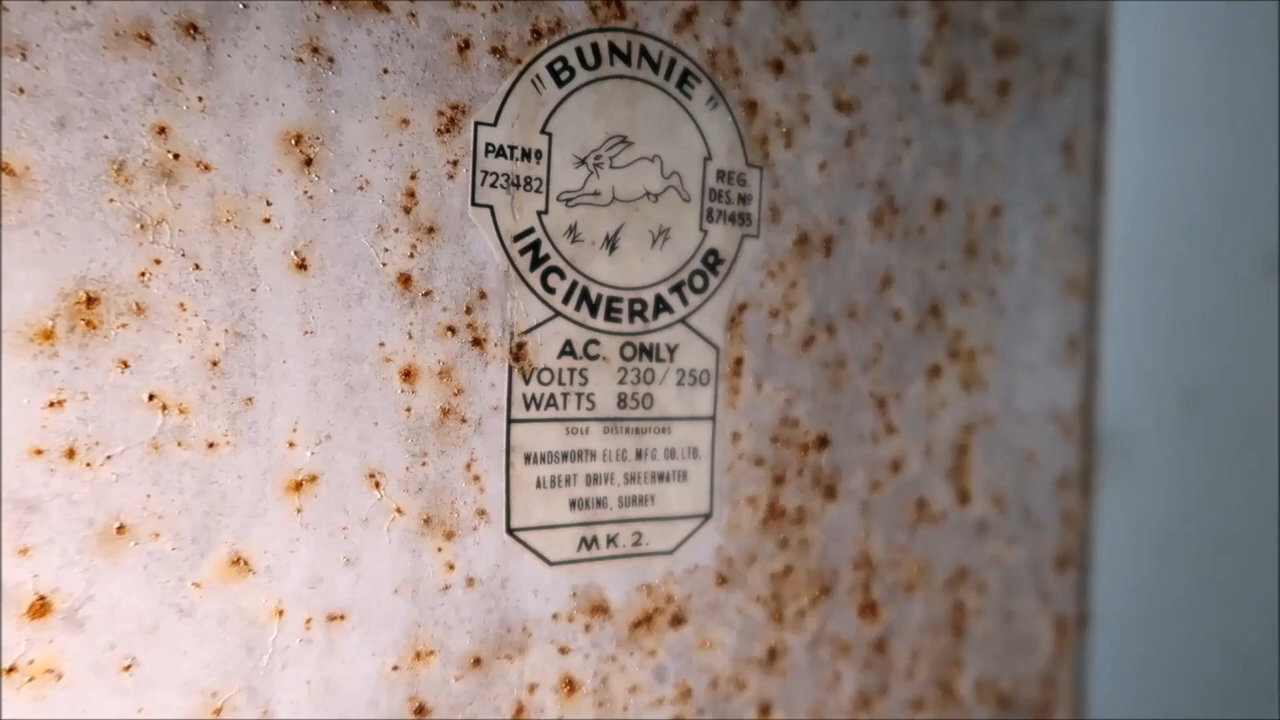 "BUNNIE"
PAT. Nº
723482
REG.
DES. Nº
871455
INCINERATOR
A.C. ONLY
VOLTS 230/250
WATTS 850
SOLE DISTRIBUTORS
WANDSWORTH ELEC. MFG. CO. LTD.
ALBERT DRIVE, SHEERWATER
WOKING, SURREY
MK.2.